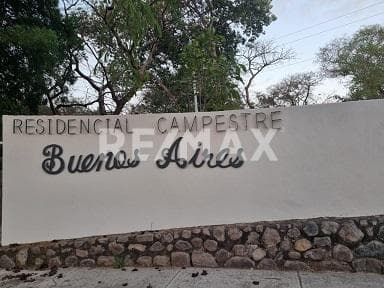 RESIDENCIAL CAMPESTRE
RE/MAX
Buenos Aires